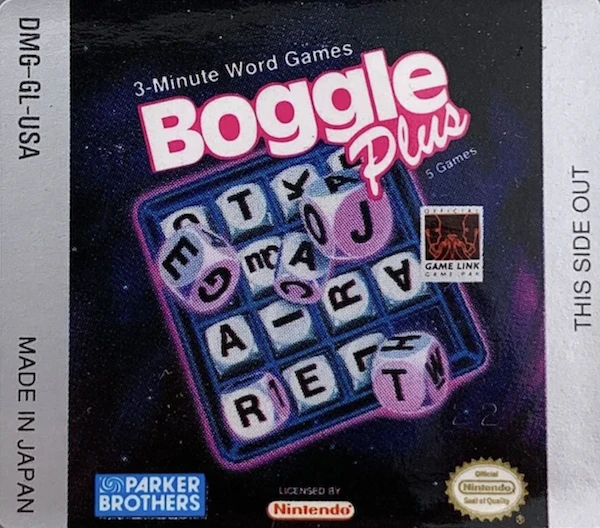 DMG-GL-USA
MADE IN JAPAN
3-Minute Word Games
Boggle
Plus
5 Games
OFFICIAL
GAME LINK
GAME PAK
T K
E G O J
A I R A
R I E T W
PARKER
BROTHERS
LICENSED BY
Nintendo
Official
Nintendo
Seal of Quality
22
THIS SIDE OUT